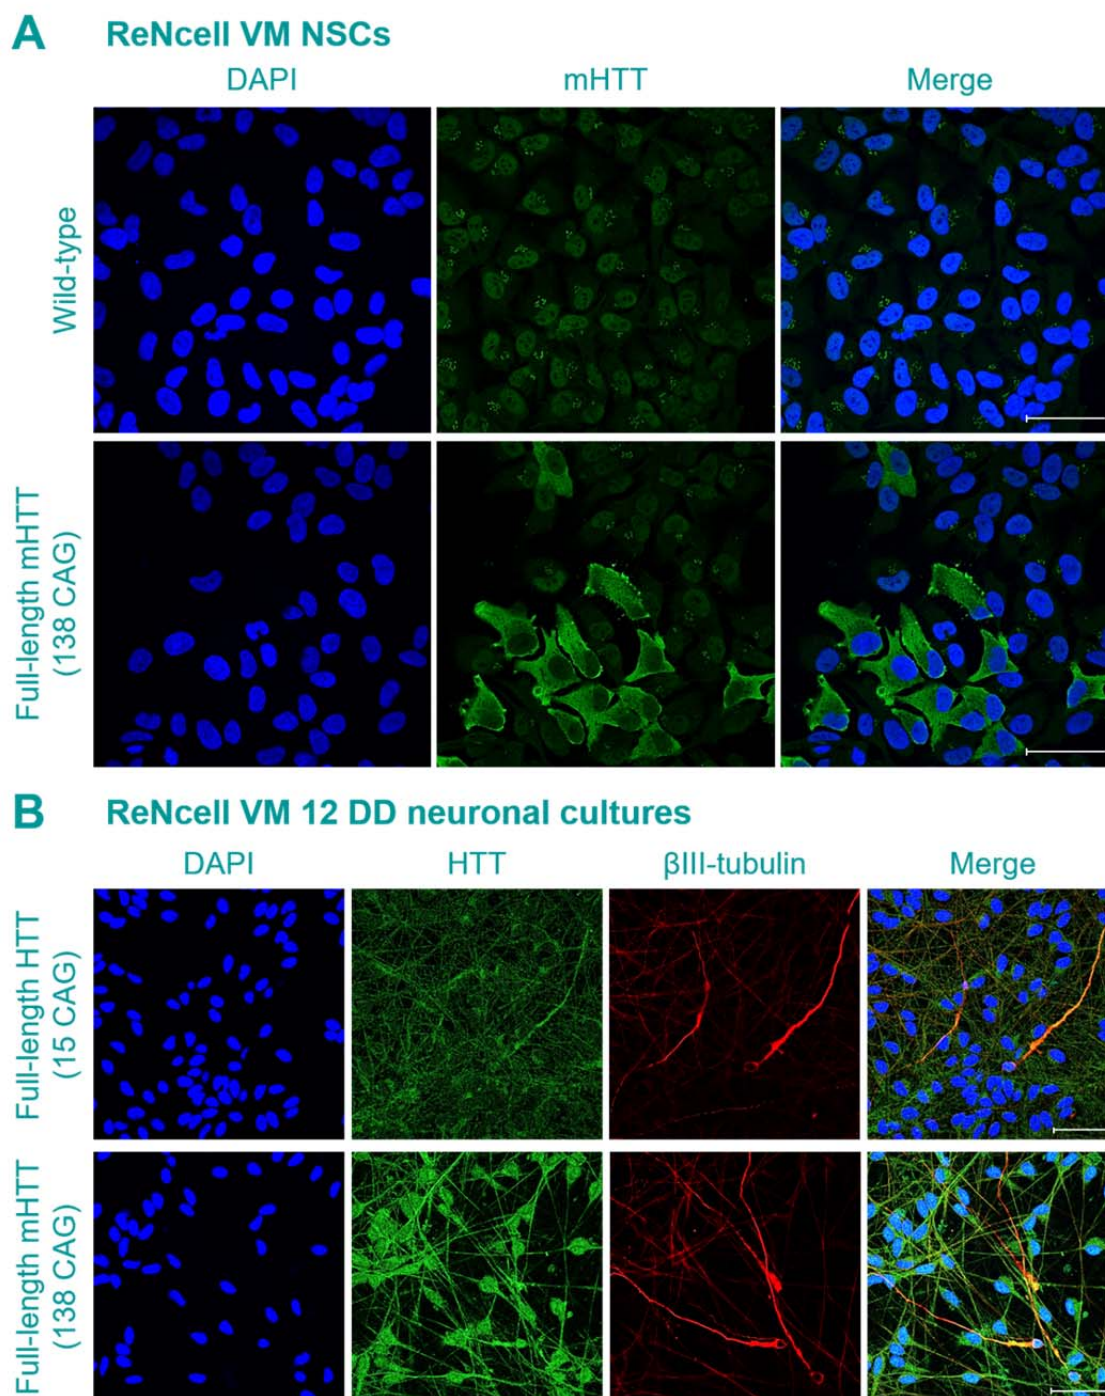 A ReNcell VM NSCs
DAPI mHTT Merge
Wild-type
Full-length mHTT
(138 CAG)
B ReNcell VM 12 DD neuronal cultures
DAPI HTT βIII-tubulin Merge
Full-length HTT
(15 CAG)
Full-length mHTT
(138 CAG)